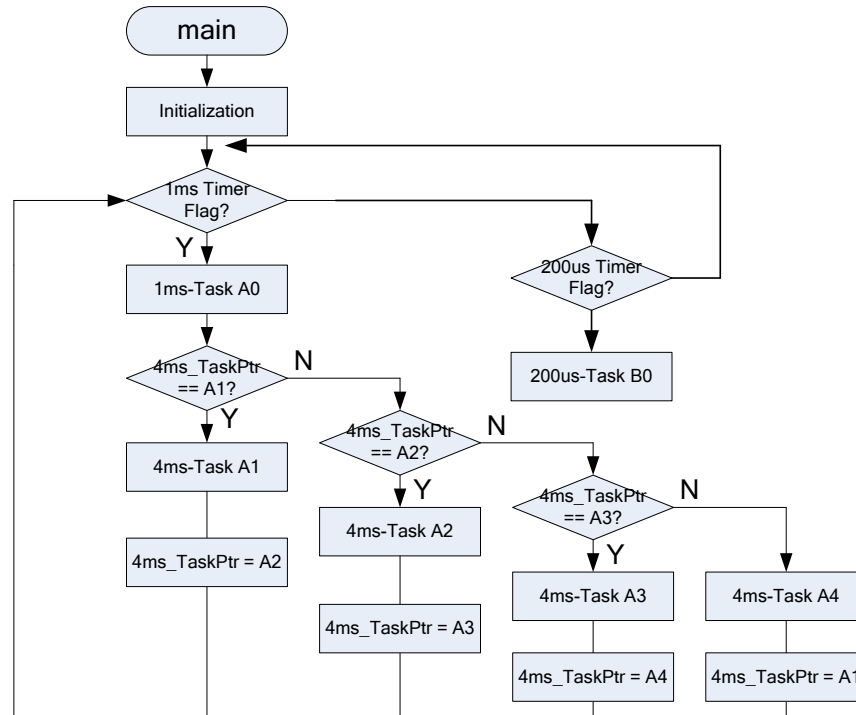 main
Initialization
1ms Timer
Flag?
Y
200us Timer
Flag?
1ms-Task A0
4ms_TaskPtr
== A1?
N
200us-Task B0
Y
4ms_TaskPtr
== A2?
N
4ms-Task A1
Y
4ms_TaskPtr
== A3?
N
4ms-Task A2
4ms_TaskPtr = A2
Y
4ms-Task A3
4ms-Task A4
4ms_TaskPtr = A3
4ms_TaskPtr = A4
4ms_TaskPtr = A1